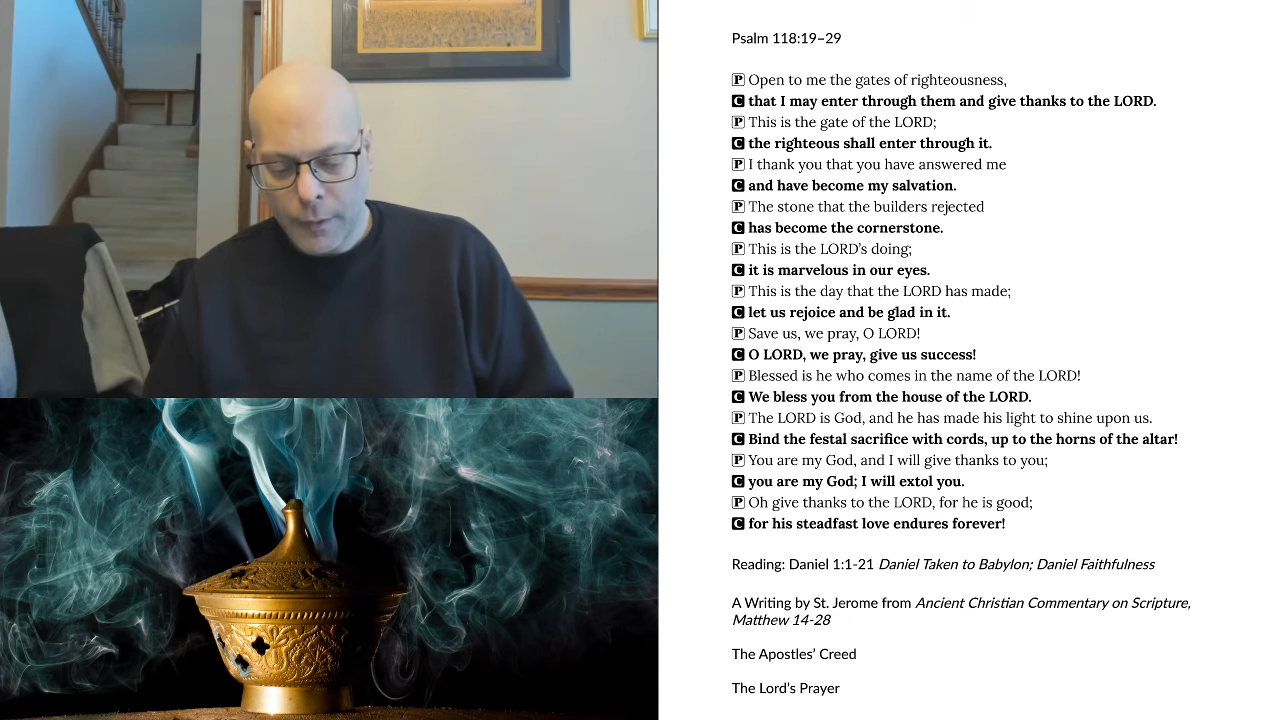 Psalm 118:19–29
P Open to me the gates of righteousness,
C that I may enter through them and give thanks to the LORD.
P This is the gate of the LORD;
C the righteous shall enter through it.
P I thank you that you have answered me
C and have become my salvation.
P The stone that the builders rejected
C has become the cornerstone.
P This is the LORD’s doing;
C it is marvelous in our eyes.
P This is the day that the LORD has made;
C let us rejoice and be glad in it.
P Save us, we pray, O LORD!
C O LORD, we pray, give us success!
P Blessed is he who comes in the name of the LORD!
C We bless you from the house of the LORD.
P The LORD is God, and he has made his light to shine upon us.
C Bind the festal sacrifice with cords, up to the horns of the altar!
P You are my God, and I will give thanks to you;
C you are my God; I will extol you.
P Oh give thanks to the LORD, for he is good;
C for his steadfast love endures forever!
Reading: Daniel 1:1-21 Daniel Taken to Babylon; Daniel Faithfulness
A Writing by St. Jerome from Ancient Christian Commentary on Scripture,
Matthew 14-28
The Apostles’ Creed
The Lord’s Prayer